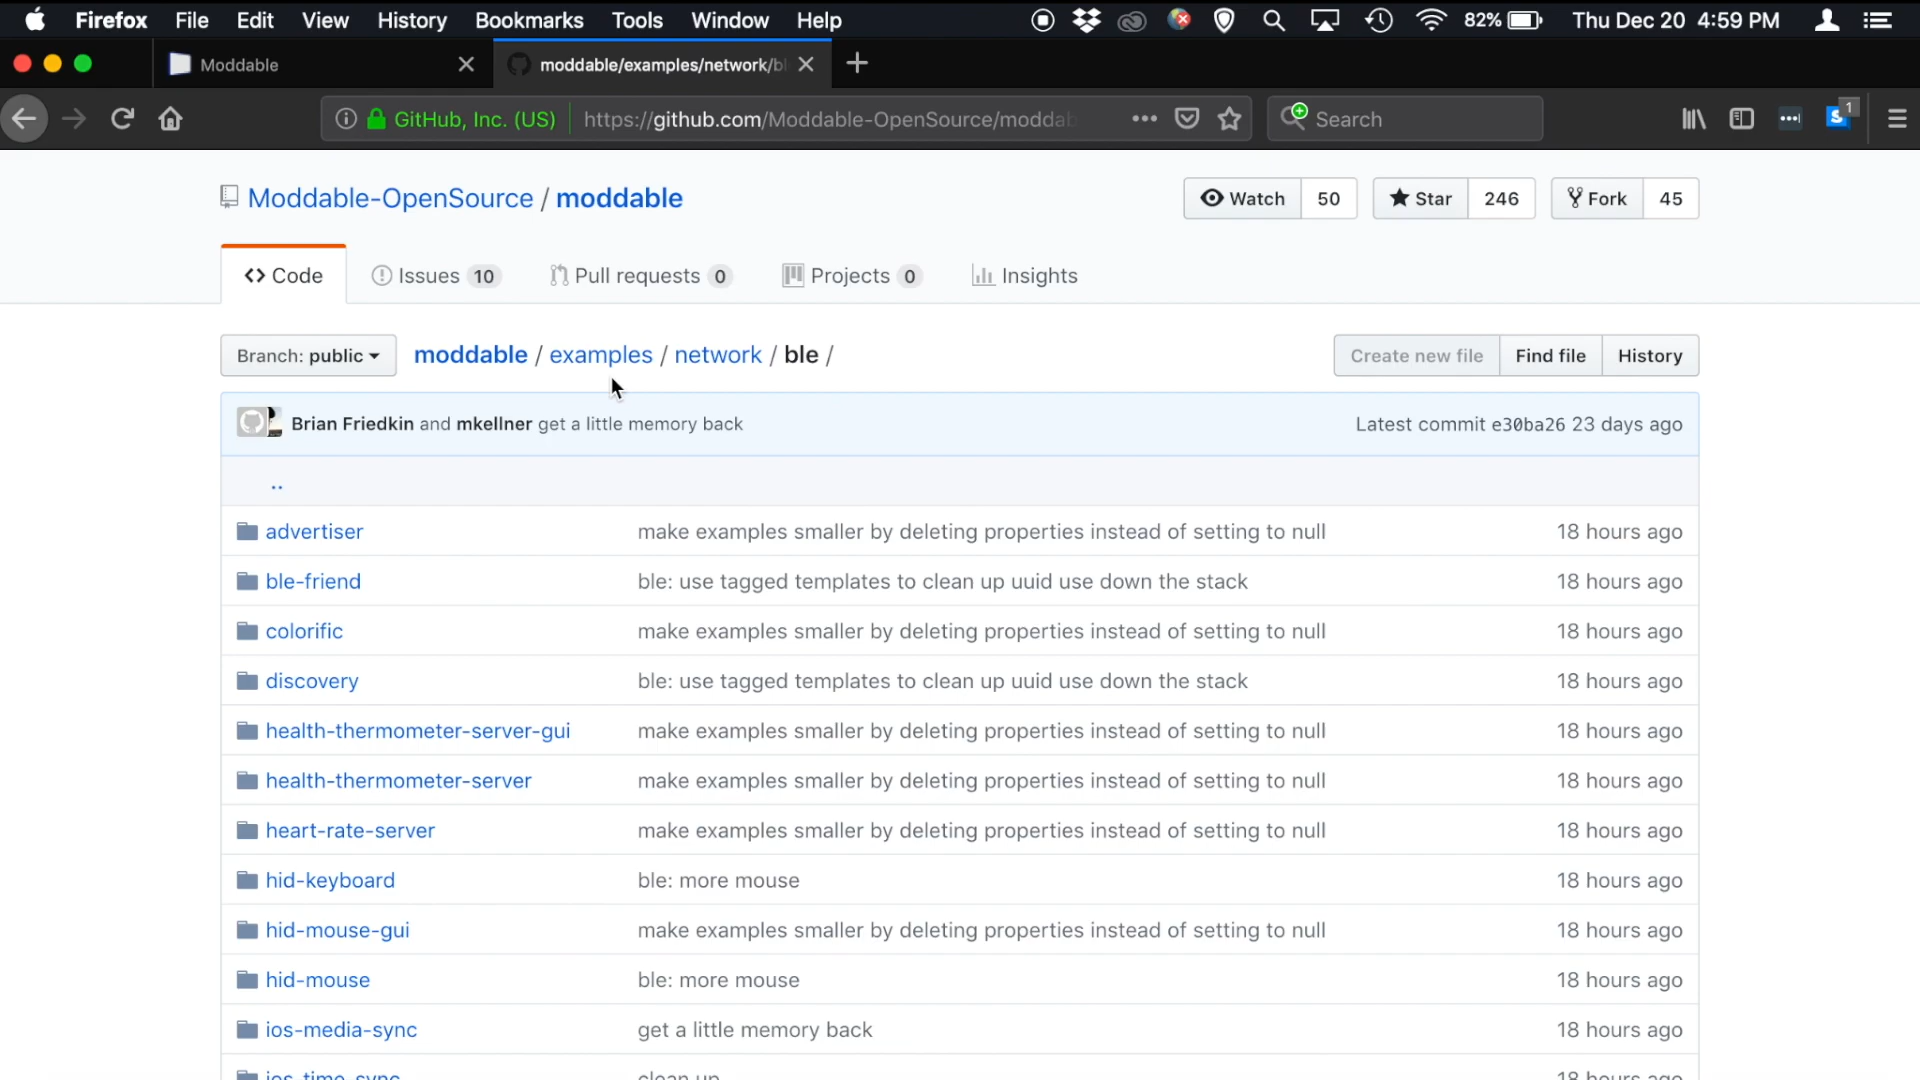 Firefox File Edit View History Bookmarks Tools Window Help 82% Thu Dec 20 4:59 PM
Moddable moddable/examples/network/bl
GitHub, Inc. (US) https://github.com/Moddable-OpenSource/moddab Search S 1
Moddable-OpenSource / moddable Watch 50 Star 246 Fork 45
Code Issues 10 Pull requests 0 Projects 0 Insights
Branch: public moddable / examples / network / ble / Create new file Find file History
Brian Friedkin and mkellner get a little memory back Latest commit e30ba26 23 days ago
..
advertiser make examples smaller by deleting properties instead of setting to null 18 hours ago
ble-friend ble: use tagged templates to clean up uuid use down the stack 18 hours ago
colorific make examples smaller by deleting properties instead of setting to null 18 hours ago
discovery ble: use tagged templates to clean up uuid use down the stack 18 hours ago
health-thermometer-server-gui make examples smaller by deleting properties instead of setting to null 18 hours ago
health-thermometer-server make examples smaller by deleting properties instead of setting to null 18 hours ago
heart-rate-server make examples smaller by deleting properties instead of setting to null 18 hours ago
hid-keyboard ble: more mouse 18 hours ago
hid-mouse-gui make examples smaller by deleting properties instead of setting to null 18 hours ago
hid-mouse ble: more mouse 18 hours ago
ios-media-sync get a little memory back 18 hours ago
ios-time-sync clean up 18 hours ago